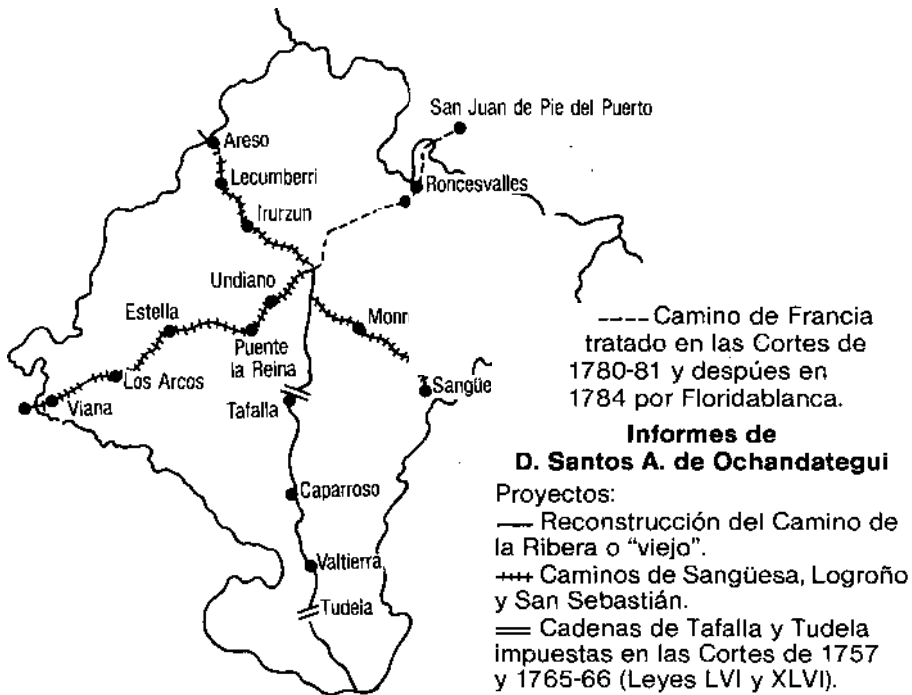 San Juan de Pie del Puerto
Areso
Lecumberri
Roncesvalles
Irurzun
Undiano
Estella
Monr
Puente
la Reina
Los Arcos
Sangüe
Viana
Tafalla
Caparroso
Valtierra
Tudela
---- Camino de Francia
tratado en las Cortes de
1780-81 y despúes en
1784 por Floridablanca.
Informes de
D. Santos A. de Ochandategui
Proyectos:
— Reconstrucción del Camino de
la Ribera o “viejo”.
+++ Caminos de Sangüesa, Logroño
y San Sebastián.
== Cadenas de Tafalla y Tudela
impuestas en las Cortes de 1757
y 1765-66 (Leyes LVI y XLVI).